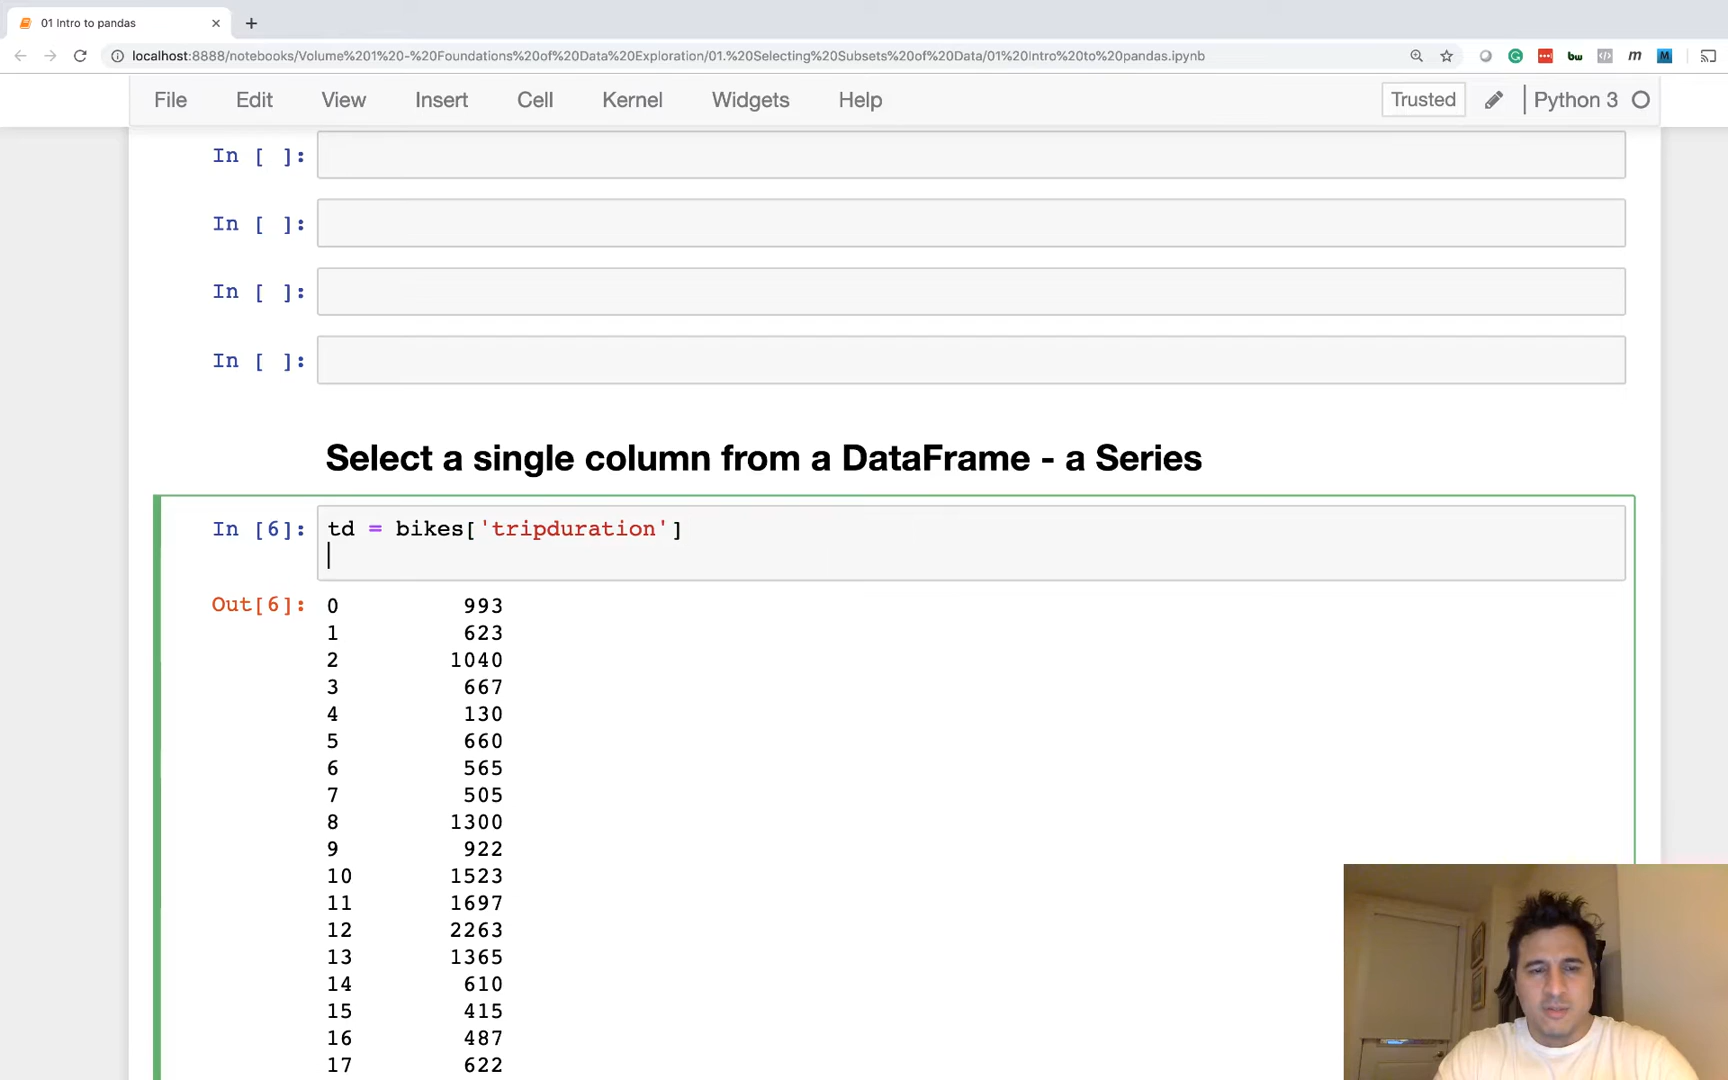 01 Intro to pandas
localhost:8888/notebooks/Volume%201%20-%20Foundations%20of%20Data%20Exploration/01.%20Selecting%20Subsets%20of%20Data/01%20Intro%20to%20pandas.ipynb
File Edit View Insert Cell Kernel Widgets Help Trusted Python 3
In [ ]:
In [ ]:
In [ ]:
In [ ]:
Select a single column from a DataFrame - a Series
In [6]: td = bikes['tripduration']
Out[6]: 0 993
1 623
2 1040
3 667
4 130
5 660
6 565
7 505
8 1300
9 922
10 1523
11 1697
12 2263
13 1365
14 610
15 415
16 487
17 622